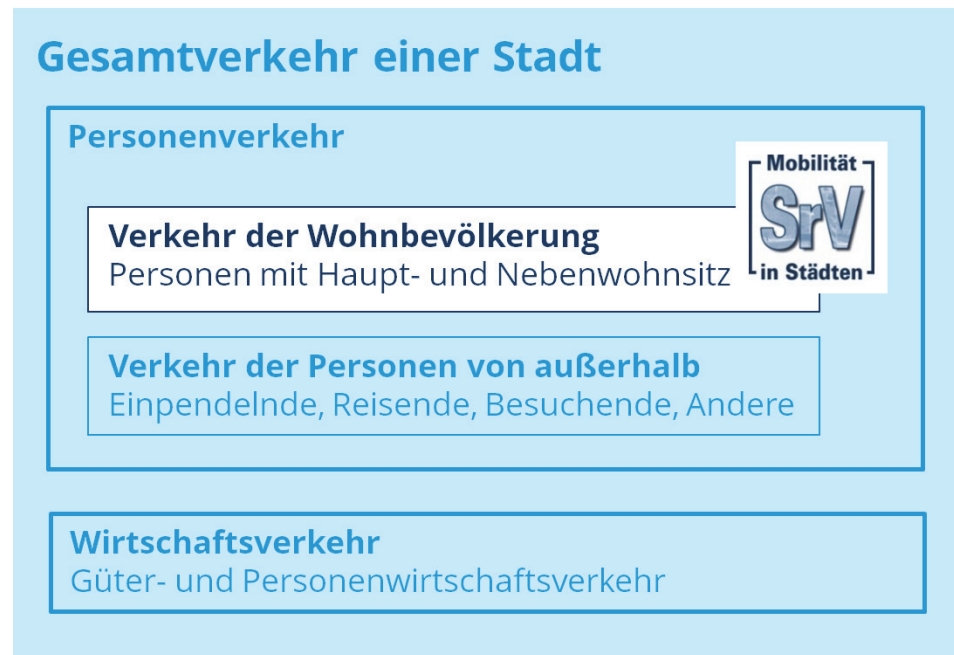 Gesamtverkehr einer Stadt
Personenverkehr
Mobilität
SrV
in Städten
Verkehr der Wohnbevölkerung
Personen mit Haupt- und Nebenwohnsitz
Verkehr der Personen von außerhalb
Einpendelnde, Reisende, Besuchende, Andere
Wirtschaftsverkehr
Güter- und Personenwirtschaftsverkehr